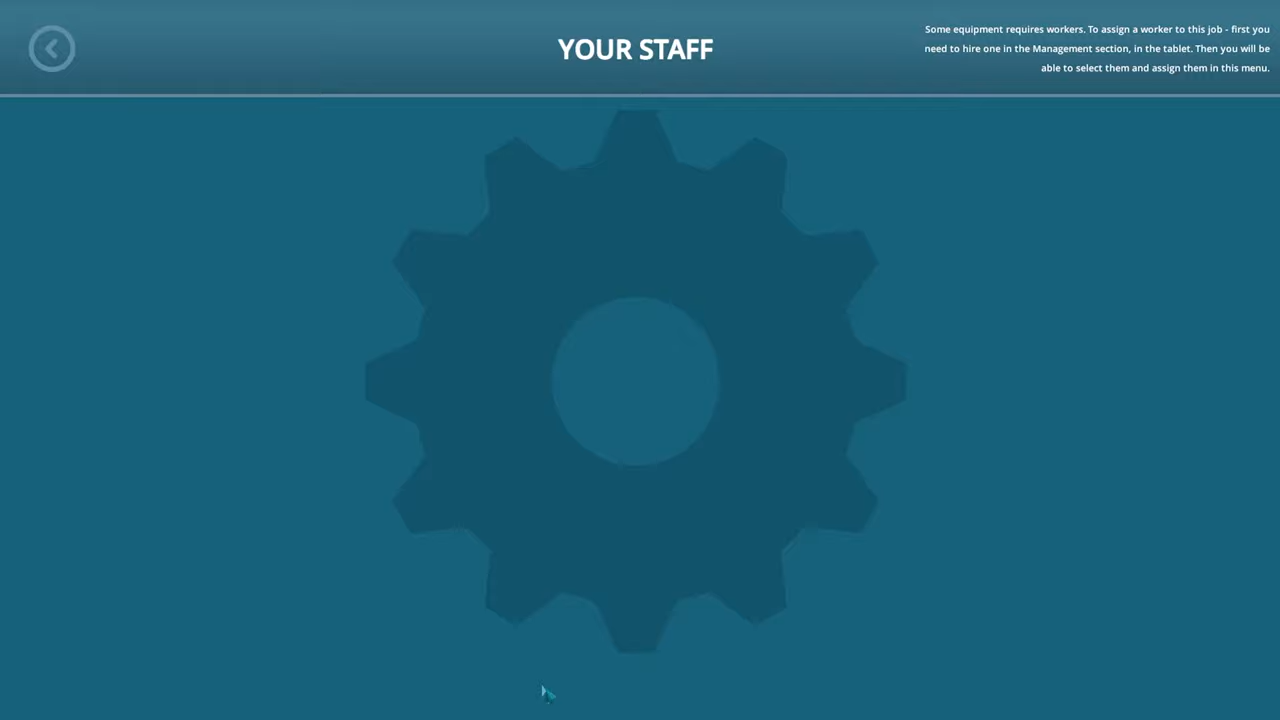 YOUR STAFF
Some equipment requires workers. To assign a worker to this job - first you
need to hire one in the Management section, in the tablet. Then you will be
able to select them and assign them in this menu.